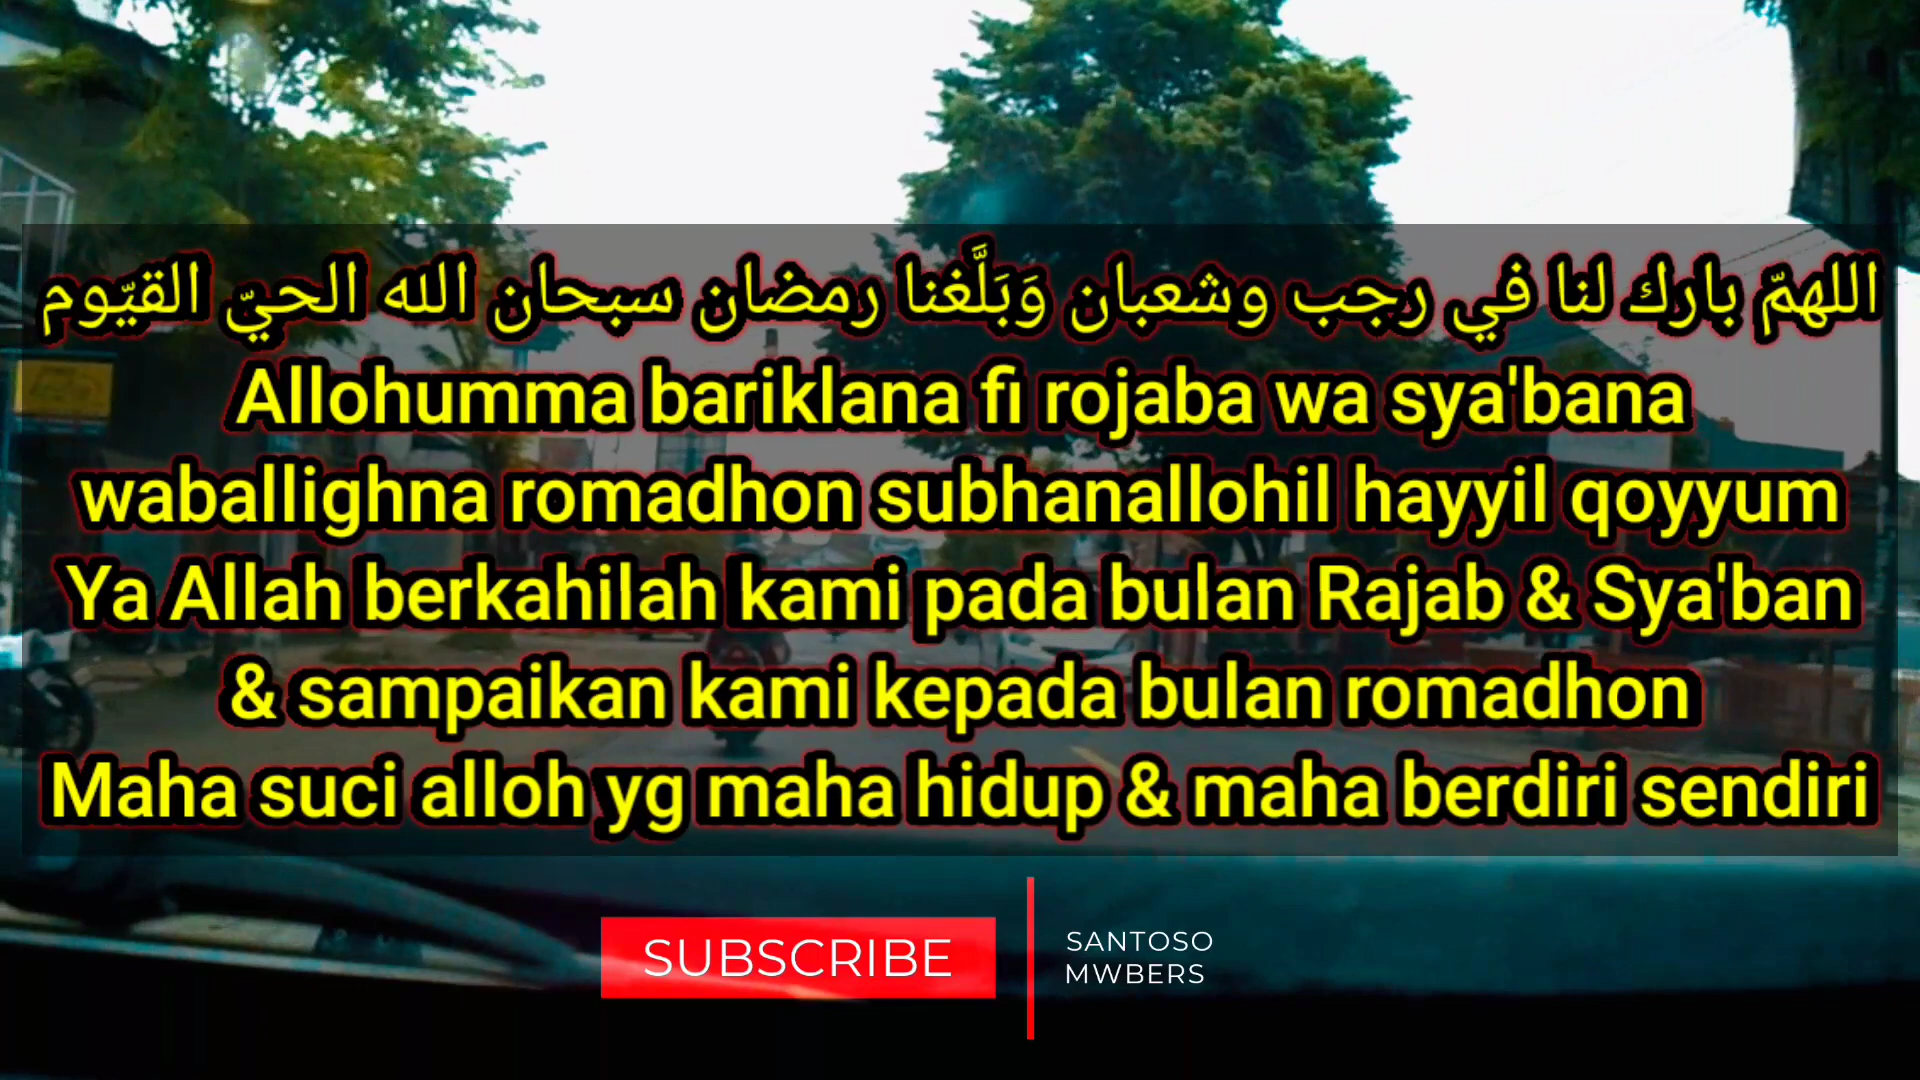 اللهمّ بارك لنا في رجب وشعبان وَبَلَّغنا رمضان سبحان الله الحيّ القيّوم
Allohumma bariklana fi rojaba wa sya'bana
waballighna romadhon subhanallohil hayyil qoyyum
Ya Allah berkahilah kami pada bulan Rajab & Sya'ban
& sampaikan kami kepada bulan romadhon
Maha suci alloh yg maha hidup & maha berdiri sendiri
SUBSCRIBE
SANTOSO
MWBERS